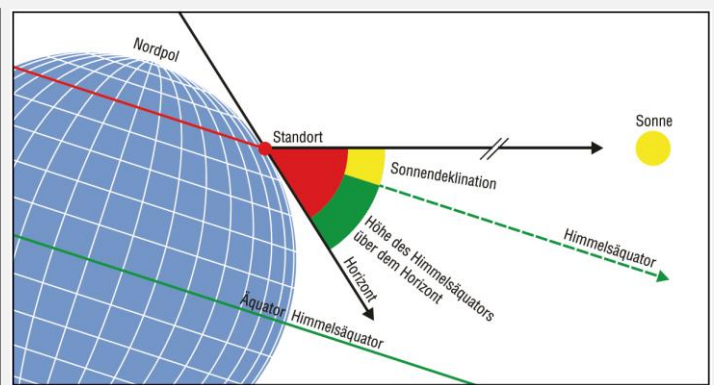 Nordpol
Standort
Sonne
Sonnendeklination
Himmelsäquator
Höhe des Himmelsäquators
über dem Horizont
Horizont
Äquator Himmelsäquator